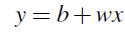 y = b + wx